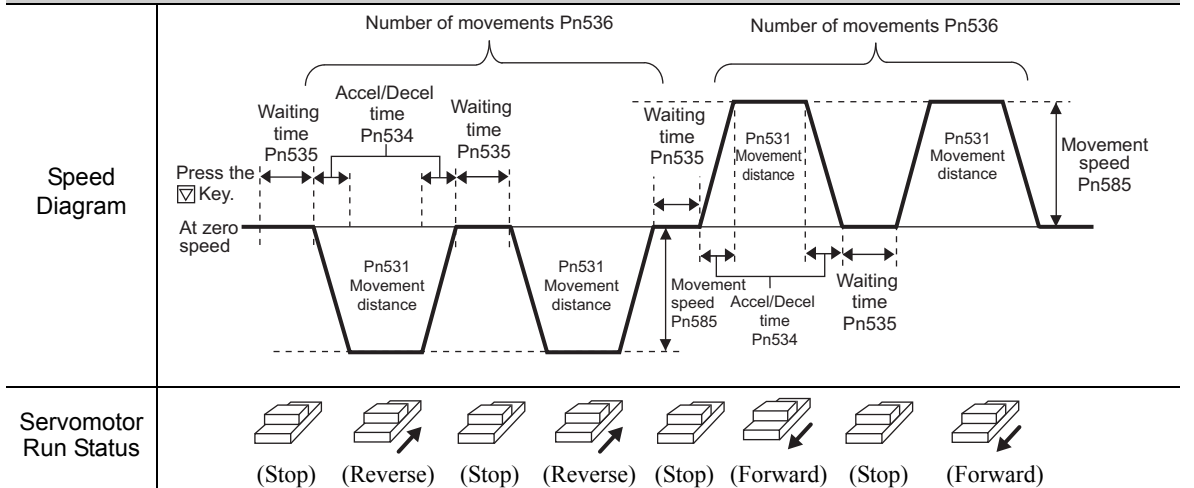 Number of movements Pn536
Number of movements Pn536
Speed
Diagram
Press the
▽ Key.
At zero
speed
Waiting
time
Pn535
Accel/Decel
time
Pn534
Waiting
time
Pn535
Pn531
Movement
distance
Pn531
Movement
distance
Movement
speed
Pn585
Waiting
time
Pn535
Pn531
Movement
distance
Accel/Decel
time
Pn534
Waiting
time
Pn535
Pn531
Movement
distance
Movement
speed
Pn585
Servomotor
Run Status
(Stop) (Reverse) (Stop) (Reverse) (Stop) (Forward) (Stop) (Forward)